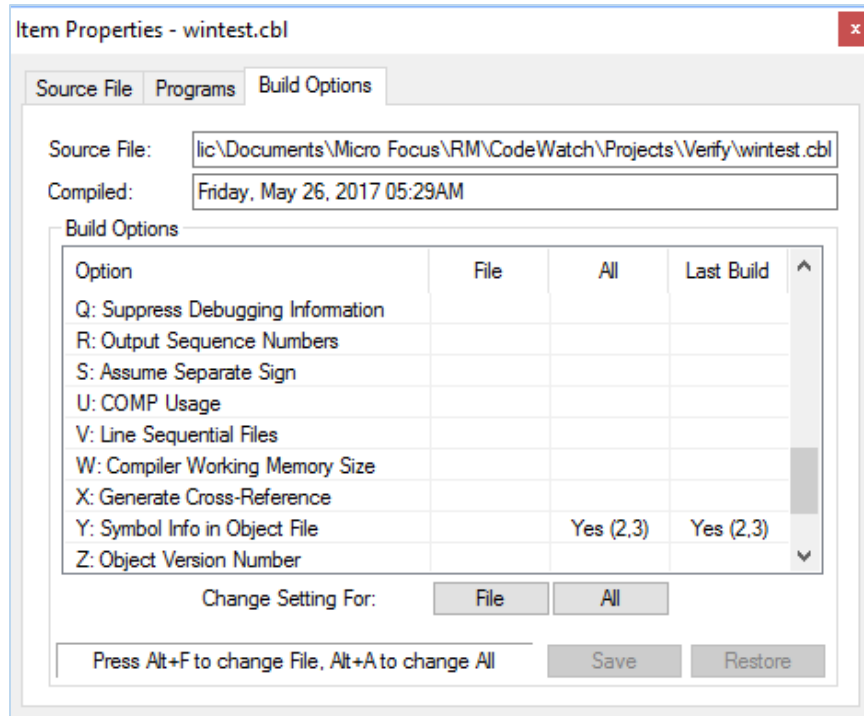 Item Properties - wintest.cbl x
Source File Programs Build Options
Source File: lic\Documents\Micro Focus\RM\CodeWatch\Projects\Verify\wintest.cbl
Compiled: Friday, May 26, 2017 05:29AM
Build Options
Option File All Last Build
Q: Suppress Debugging Information
R: Output Sequence Numbers
S: Assume Separate Sign
U: COMP Usage
V: Line Sequential Files
W: Compiler Working Memory Size
X: Generate Cross-Reference
Y: Symbol Info in Object File Yes (2,3) Yes (2,3)
Z: Object Version Number
Change Setting For: File All
Press Alt+F to change File, Alt+A to change All Save Restore